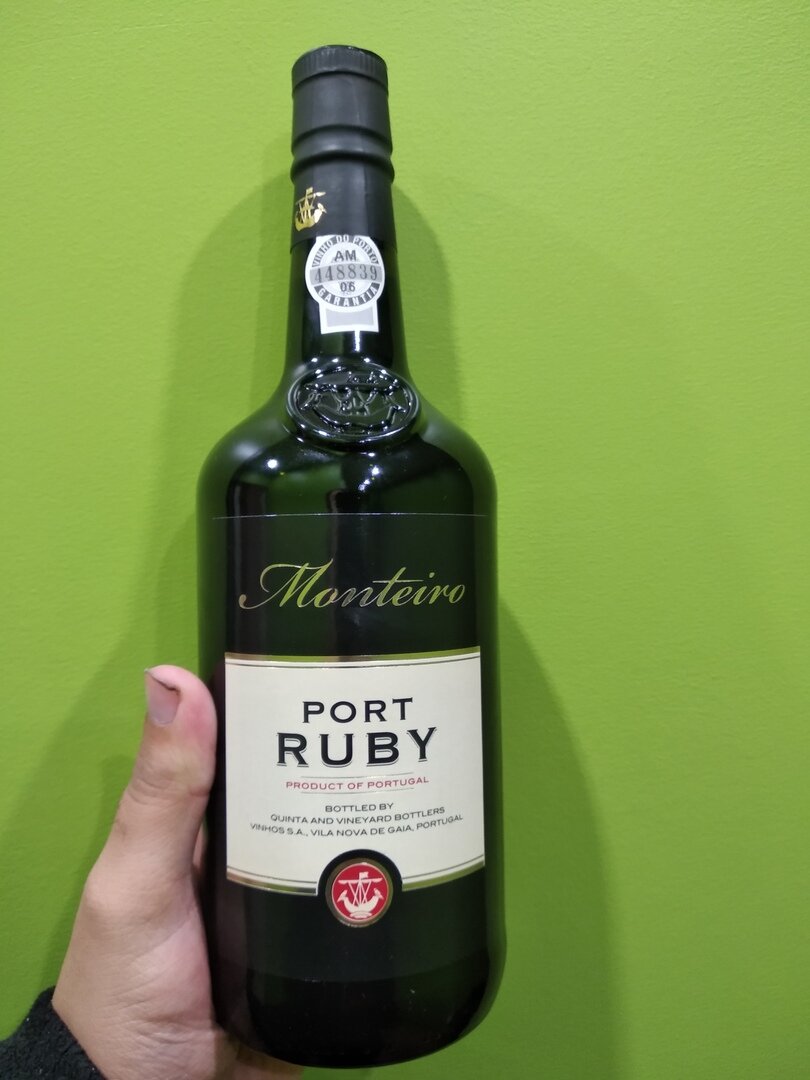 VINHO DO PORTO
AM
448839
06
GARANTIA
Monteiro
PORT
RUBY
PRODUCT OF PORTUGAL
BOTTLED BY
QUINTA AND VINEYARD BOTTLERS
VINHOS S.A., VILA NOVA DE GAIA, PORTUGAL